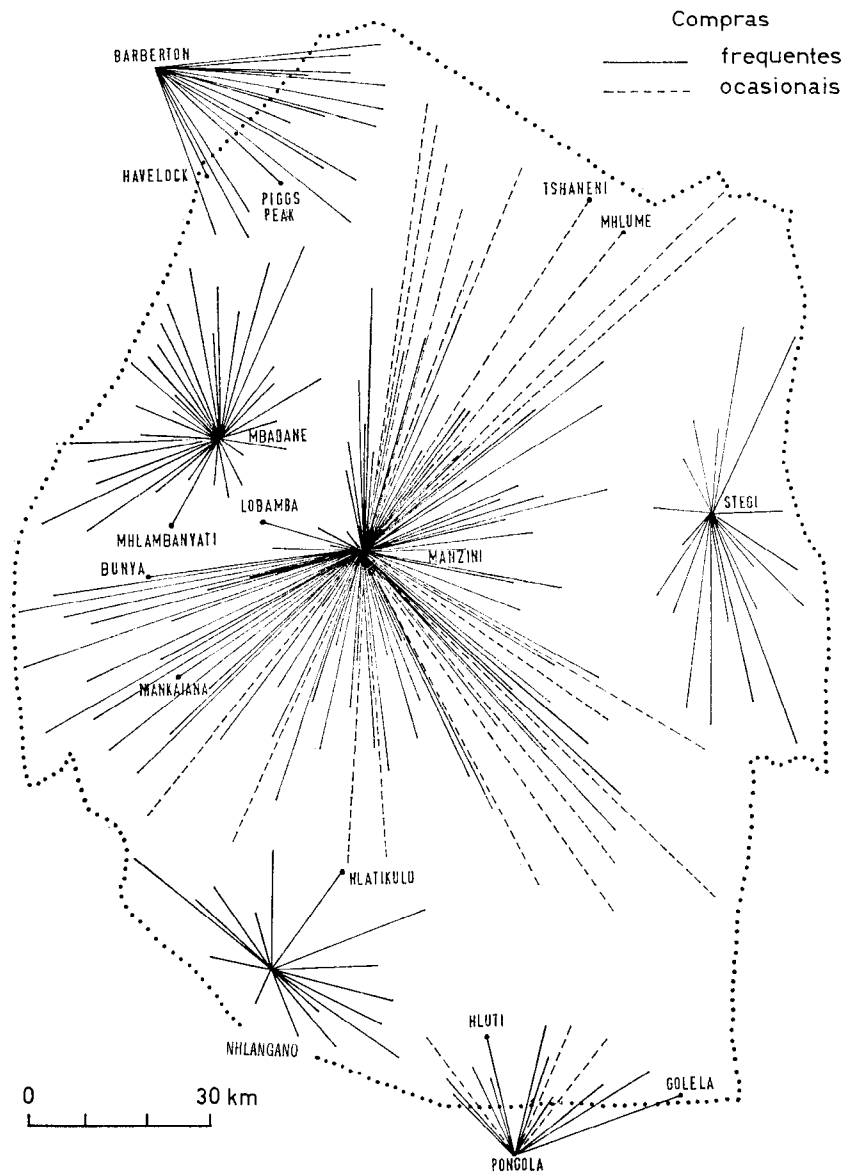 Compras
frequentes
ocasionais
BARBERTON
HAVELOCK
PIGGS
PEAK
TSHANENI
MHLUME
MBABANE
LOBAMBA
MHLAMBANYATI
BUNYA
MANZINI
STEGI
MANKAIANA
HLATIKULU
NHLANGANO
HLUTI
GOLELA
0 30 km
PONGOLA